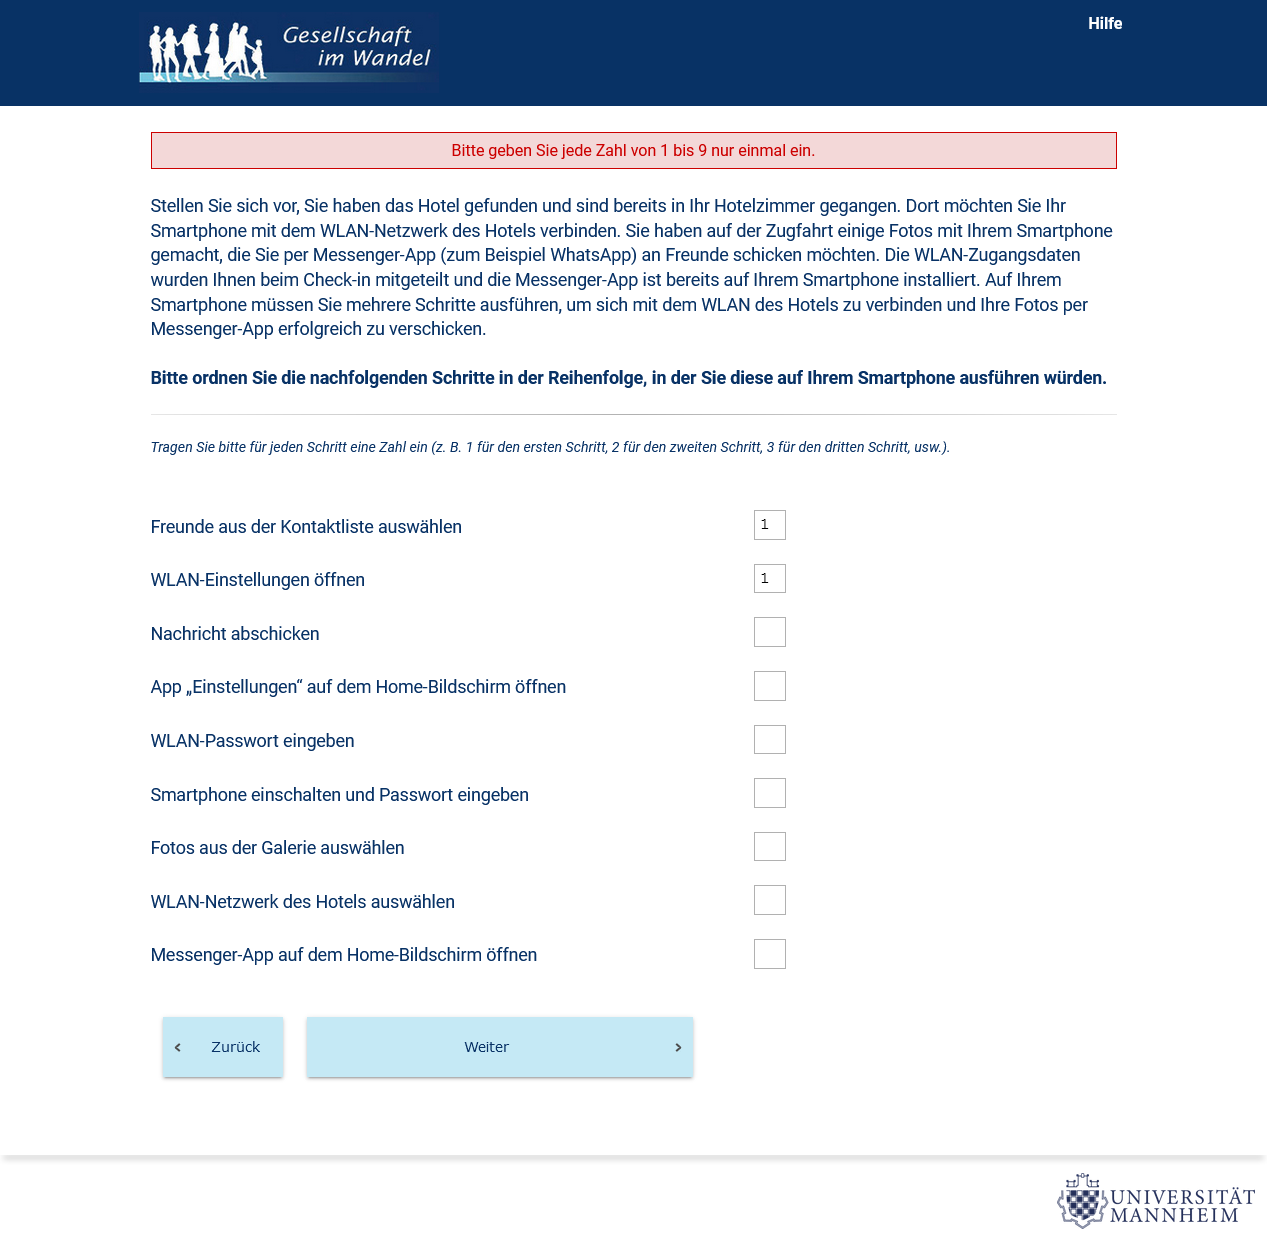 Gesellschaft
im Wandel
Hilfe
Bitte geben Sie jede Zahl von 1 bis 9 nur einmal ein.
Stellen Sie sich vor, Sie haben das Hotel gefunden und sind bereits in Ihr Hotelzimmer gegangen. Dort möchten Sie Ihr
Smartphone mit dem WLAN-Netzwerk des Hotels verbinden. Sie haben auf der Zugfahrt einige Fotos mit Ihrem Smartphone
gemacht, die Sie per Messenger-App (zum Beispiel WhatsApp) an Freunde schicken möchten. Die WLAN-Zugangsdaten
wurden Ihnen beim Check-in mitgeteilt und die Messenger-App ist bereits auf Ihrem Smartphone installiert. Auf Ihrem
Smartphone müssen Sie mehrere Schritte ausführen, um sich mit dem WLAN des Hotels zu verbinden und Ihre Fotos per
Messenger-App erfolgreich zu verschicken.
Bitte ordnen Sie die nachfolgenden Schritte in der Reihenfolge, in der Sie diese auf Ihrem Smartphone ausführen würden.
Tragen Sie bitte für jeden Schritt eine Zahl ein (z. B. 1 für den ersten Schritt, 2 für den zweiten Schritt, 3 für den dritten Schritt, usw.).
Freunde aus der Kontaktliste auswählen 1
WLAN-Einstellungen öffnen 1
Nachricht abschicken
App „Einstellungen“ auf dem Home-Bildschirm öffnen
WLAN-Passwort eingeben
Smartphone einschalten und Passwort eingeben
Fotos aus der Galerie auswählen
WLAN-Netzwerk des Hotels auswählen
Messenger-App auf dem Home-Bildschirm öffnen
Zurück Weiter
UNIVERSITÄT
MANNHEIM